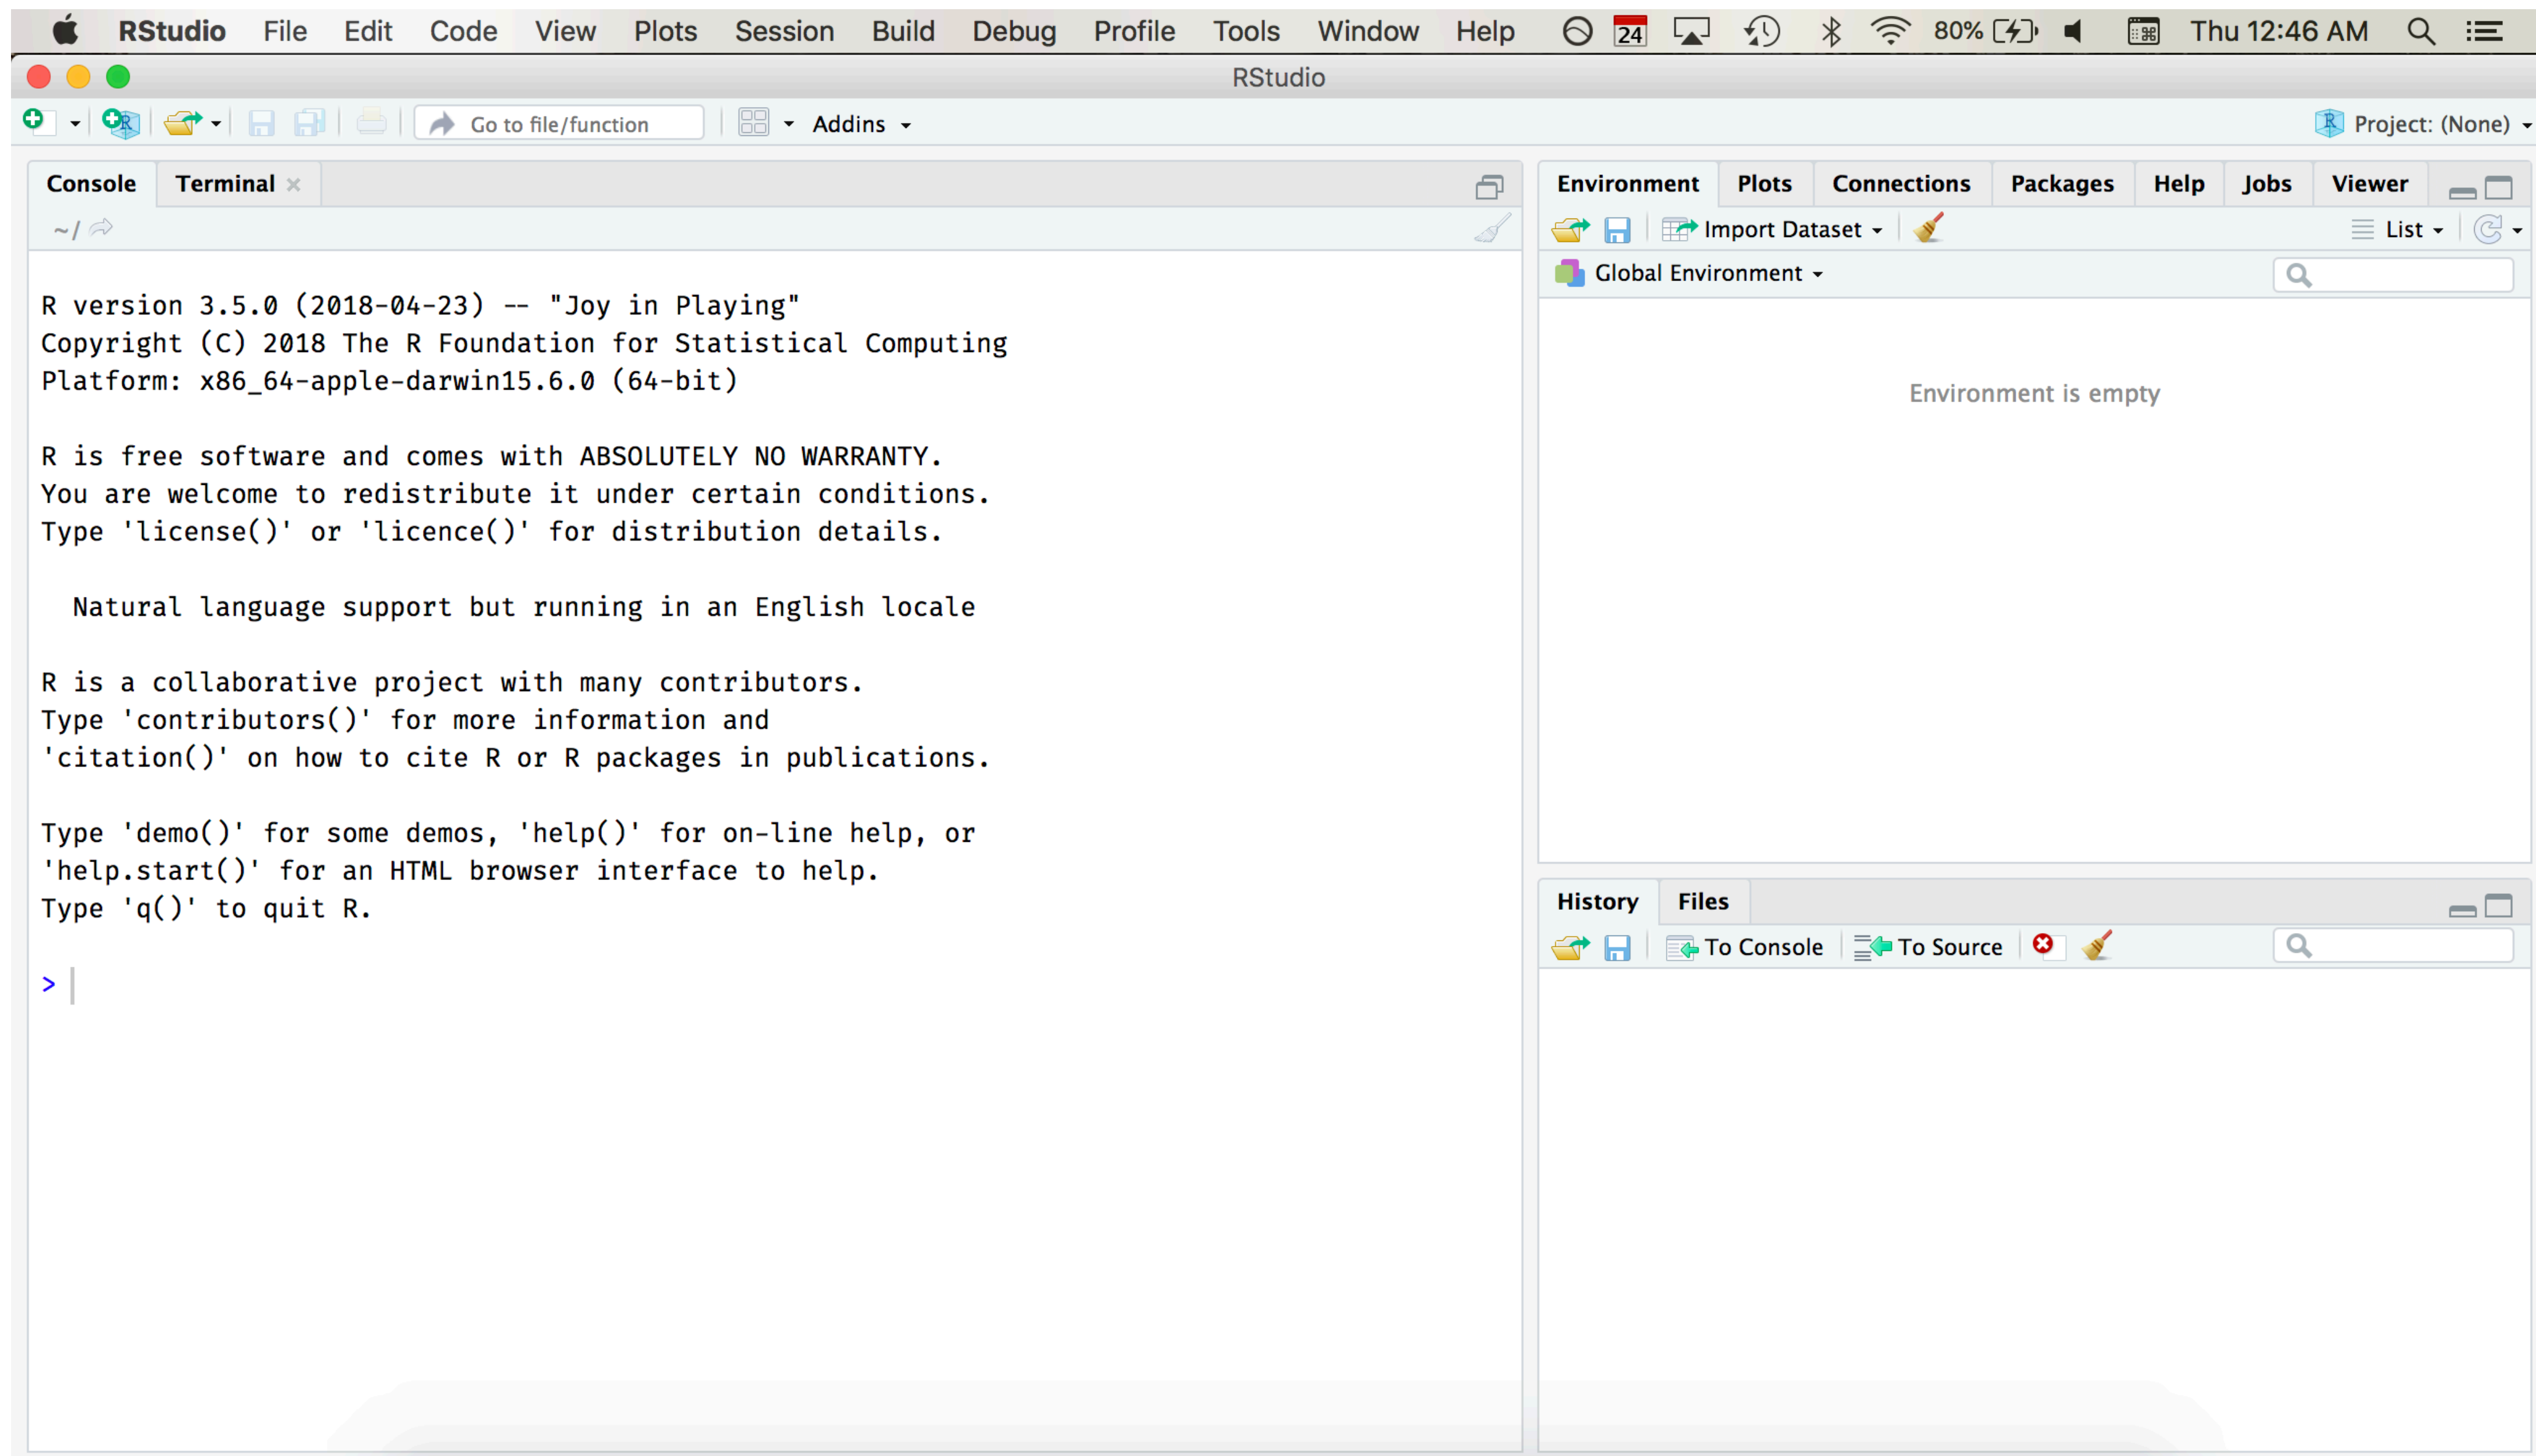 RStudio File Edit Code View Plots Session Build Debug Profile Tools Window Help 24 80% Thu 12:46 AM
RStudio
Go to file/function Addins Project: (None)
Console Terminal
~/
R version 3.5.0 (2018-04-23) -- "Joy in Playing"
Copyright (C) 2018 The R Foundation for Statistical Computing
Platform: x86_64-apple-darwin15.6.0 (64-bit)
R is free software and comes with ABSOLUTELY NO WARRANTY.
You are welcome to redistribute it under certain conditions.
Type 'license()' or 'licence()' for distribution details.
Natural language support but running in an English locale
R is a collaborative project with many contributors.
Type 'contributors()' for more information and
'citation()' on how to cite R or R packages in publications.
Type 'demo()' for some demos, 'help()' for on-line help, or
'help.start()' for an HTML browser interface to help.
Type 'q()' to quit R.
>
Environment Plots Connections Packages Help Jobs Viewer
Import Dataset List
Global Environment
Environment is empty
History Files
To Console To Source